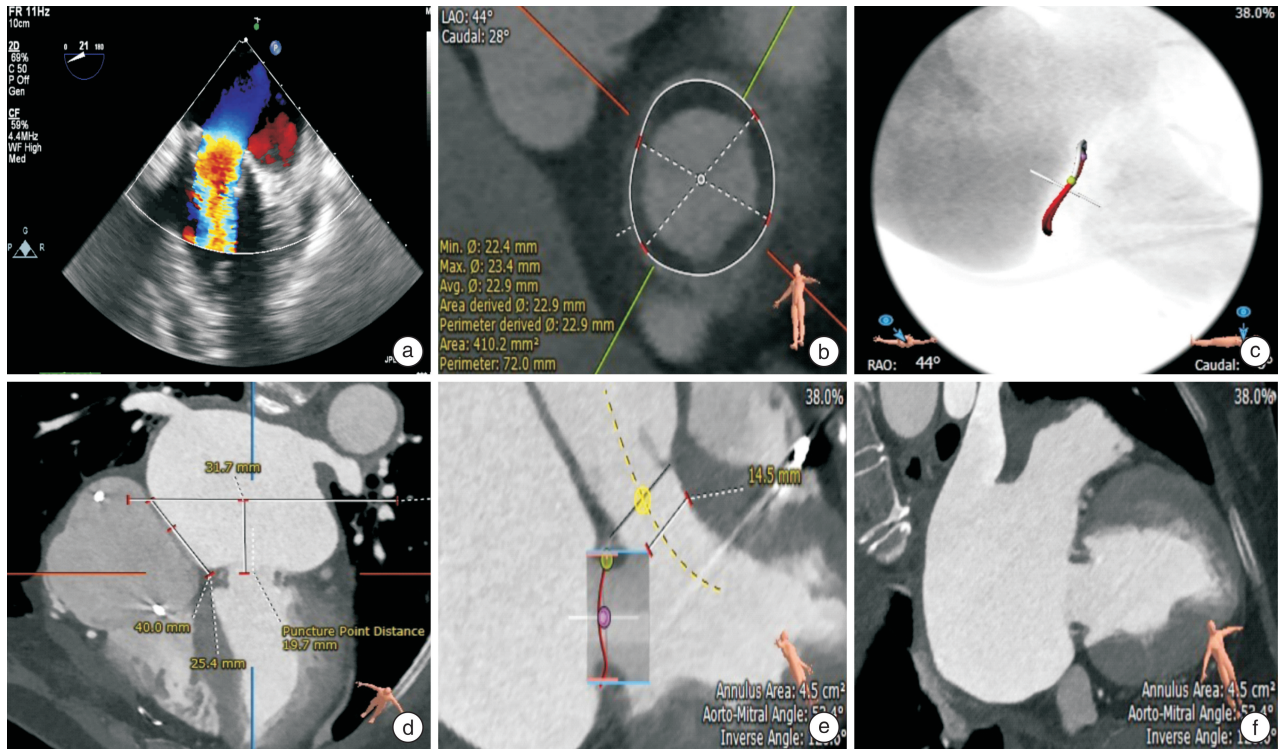 FR 11Hz
10cm
2D
69%
C 50
P Off
Gen
CF
59%
4.4MHz
WF High
Med
0 21 180
P
G
P R
a
LAO: 44°
Caudal: 28°
Min. Ø: 22.4 mm
Max. Ø: 23.4 mm
Avg. Ø: 22.9 mm
Area derived Ø: 22.9 mm
Perimeter derived Ø: 22.9 mm
Area: 410.2 mm²
Perimeter: 72.0 mm
b
38.0%
RAO: 44°
Caudal:
c
31.7 mm
40.0 mm
25.4 mm
Puncture Point Distance
19.7 mm
d
38.0%
14.5 mm
Annulus Area: 4.5 cm²
Aorto-Mitral Angle:
Inverse Angle:
e
38.0%
Annulus Area: 4.5 cm²
Aorto-Mitral Angle:
Inverse Angle:
f